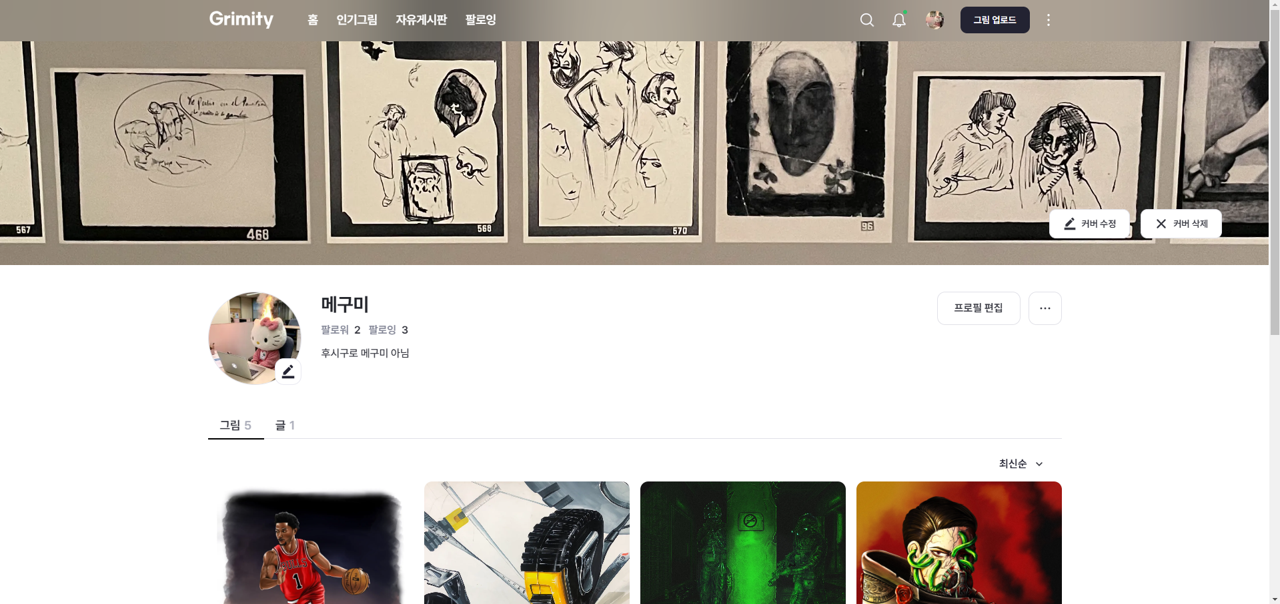 Grimity
홈 인기그림 자유게시판 팔로잉
그림 업로드
567
468
568
570
96
커버 수정
커버 삭제
메구미
프로필 편집
팔로워 2 팔로잉 3
후시구로 메구미 아님
그림 5 글 1
최신순
1